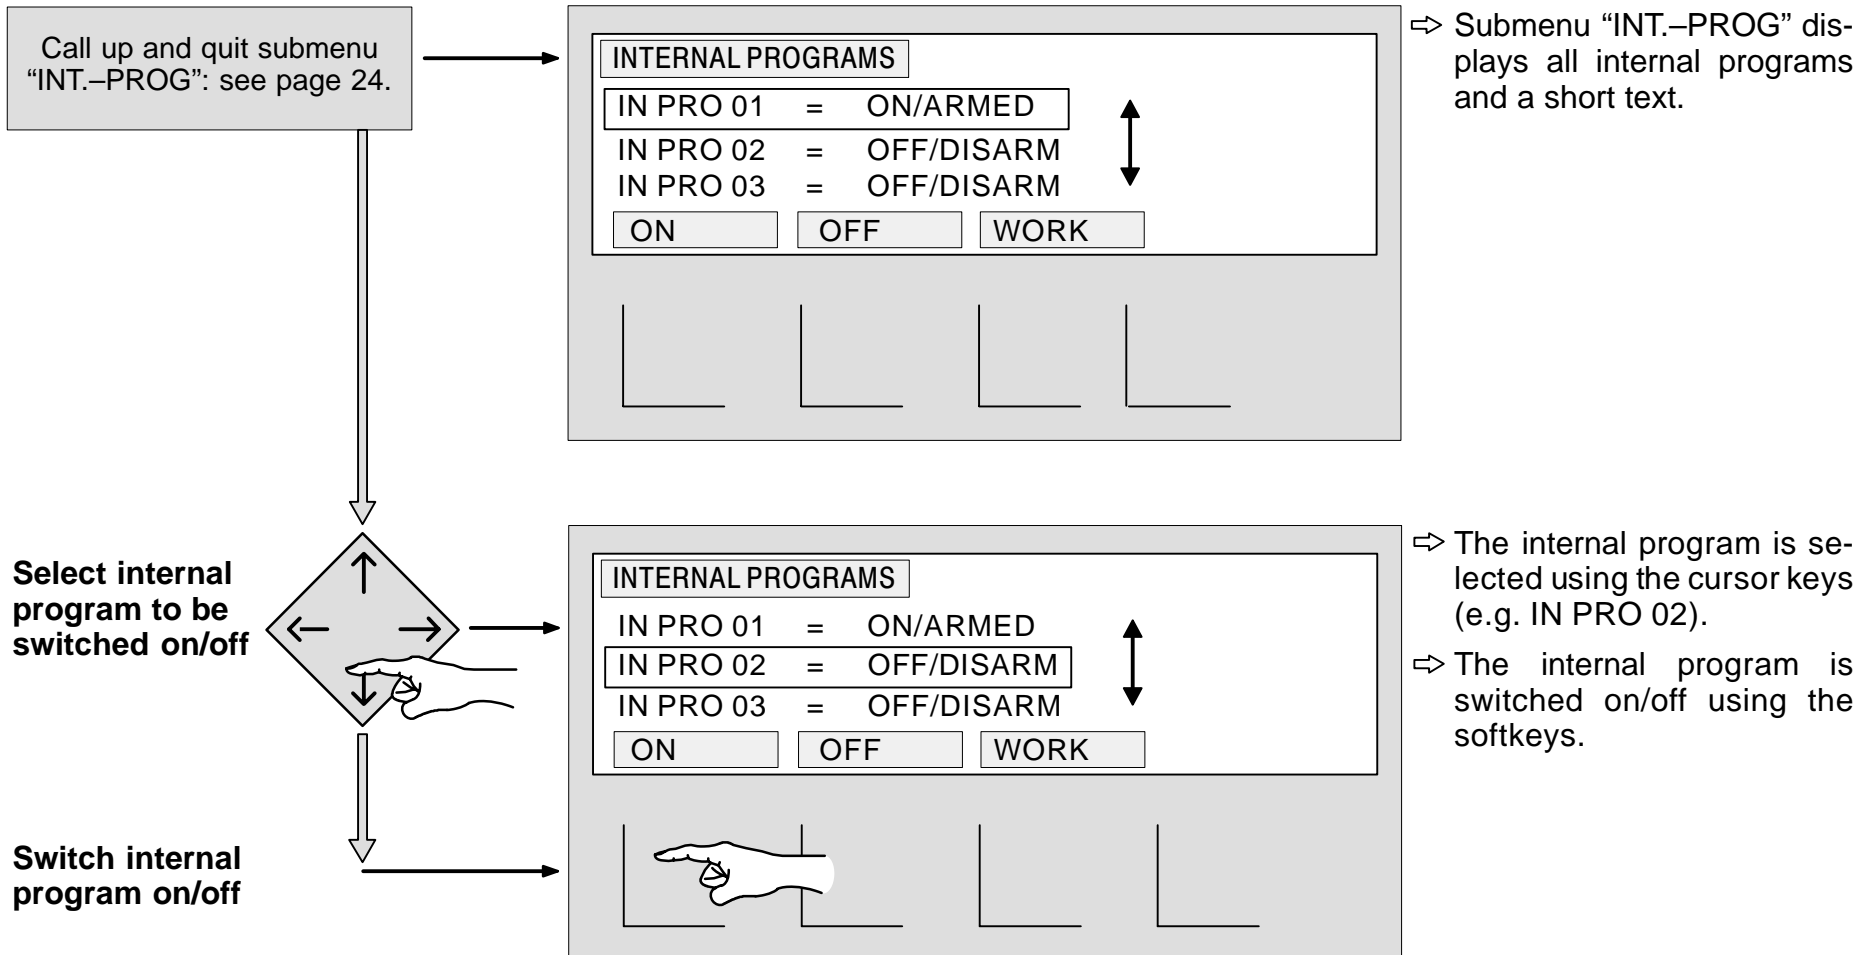 Call up and quit submenu
“INT.–PROG”: see page 24.
INTERNAL PROGRAMS
IN PRO 01 = ON/ARMED
IN PRO 02 = OFF/DISARM
IN PRO 03 = OFF/DISARM
ON OFF WORK
Submenu “INT.–PROG” dis-
plays all internal programs
and a short text.
Select internal
program to be
switched on/off
INTERNAL PROGRAMS
IN PRO 01 = ON/ARMED
IN PRO 02 = OFF/DISARM
IN PRO 03 = OFF/DISARM
ON OFF WORK
The internal program is se-
lected using the cursor keys
(e.g. IN PRO 02).
The internal program is
switched on/off using the
softkeys.
Switch internal
program on/off